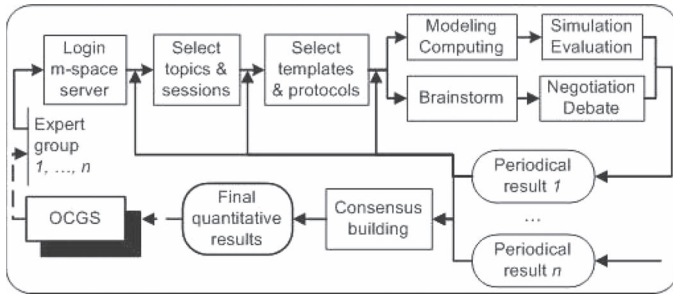 Login
m-space
server
Select
topics &
sessions
Select
templates
& protocols
Modeling
Computing
Simulation
Evaluation
Brainstorm
Negotiation
Debate
Expert
group
1, ..., n
Periodical
result 1
...
Periodical
result n
Consensus
building
Final
quantitative
results
OCGS